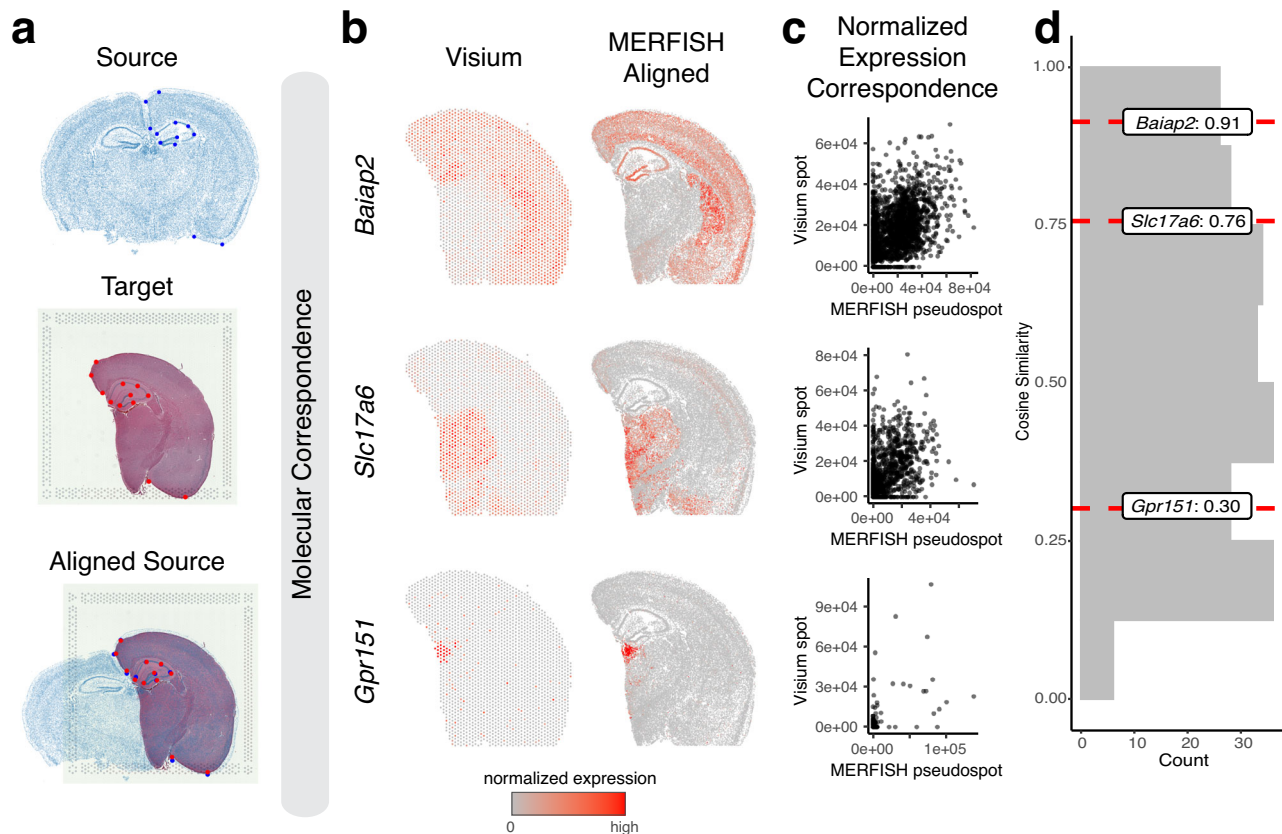 a
Source
Target
Aligned Source
Molecular Correspondence
b
Visium
MERFISH
Aligned
Baiap2
Slc17a6
Gpr151
normalized expression
0
high
c
Normalized
Expression
Correspondence
Visium spot
6e+04
4e+04
2e+04
0e+00
0e+00 4e+04 8e+04
MERFISH pseudospot
Visium spot
8e+04
6e+04
4e+04
2e+04
0e+00
0e+00 4e+04
MERFISH pseudospot
Visium spot
9e+04
6e+04
3e+04
0e+00
0e+00 1e+05
MERFISH pseudospot
d
Cosine Similarity
1.00
0.75
0.50
0.25
0.00
Baiap2: 0.91
Slc17a6: 0.76
Gpr151: 0.30
0 10 20 30
Count